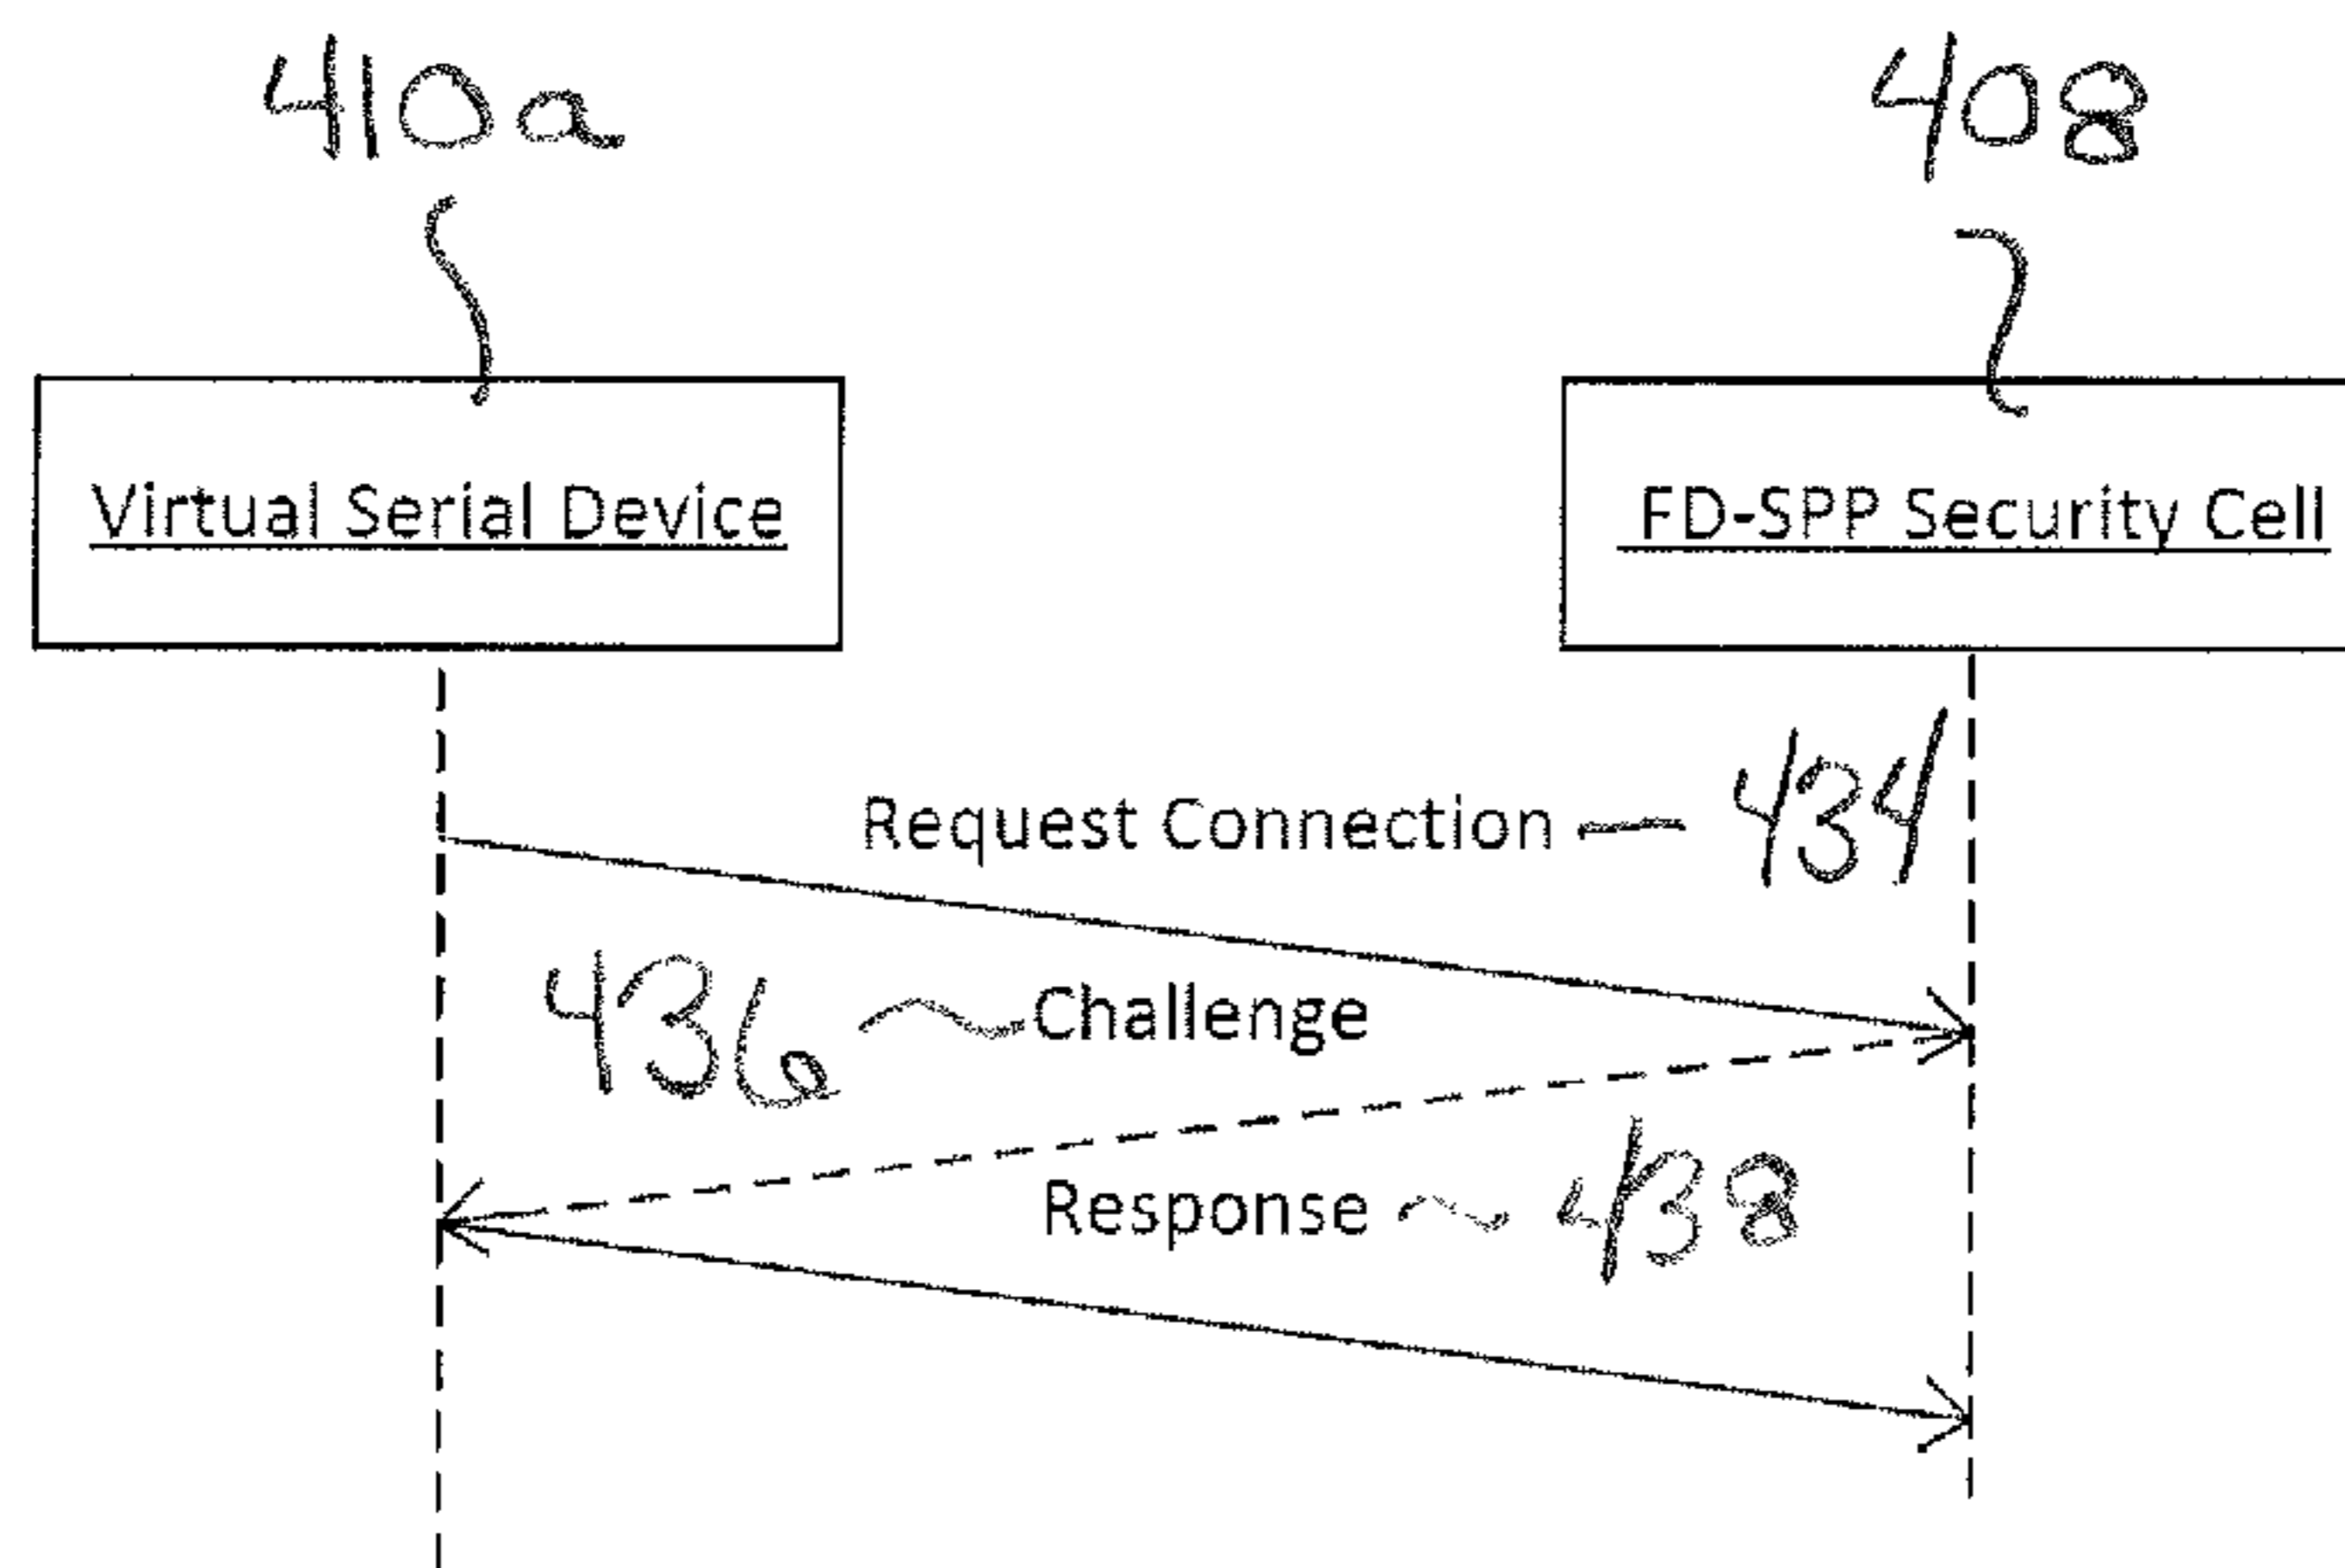 410a 408
Virtual Serial Device FD-SPP Security Cell
Request Connection 434
436 Challenge
Response 438